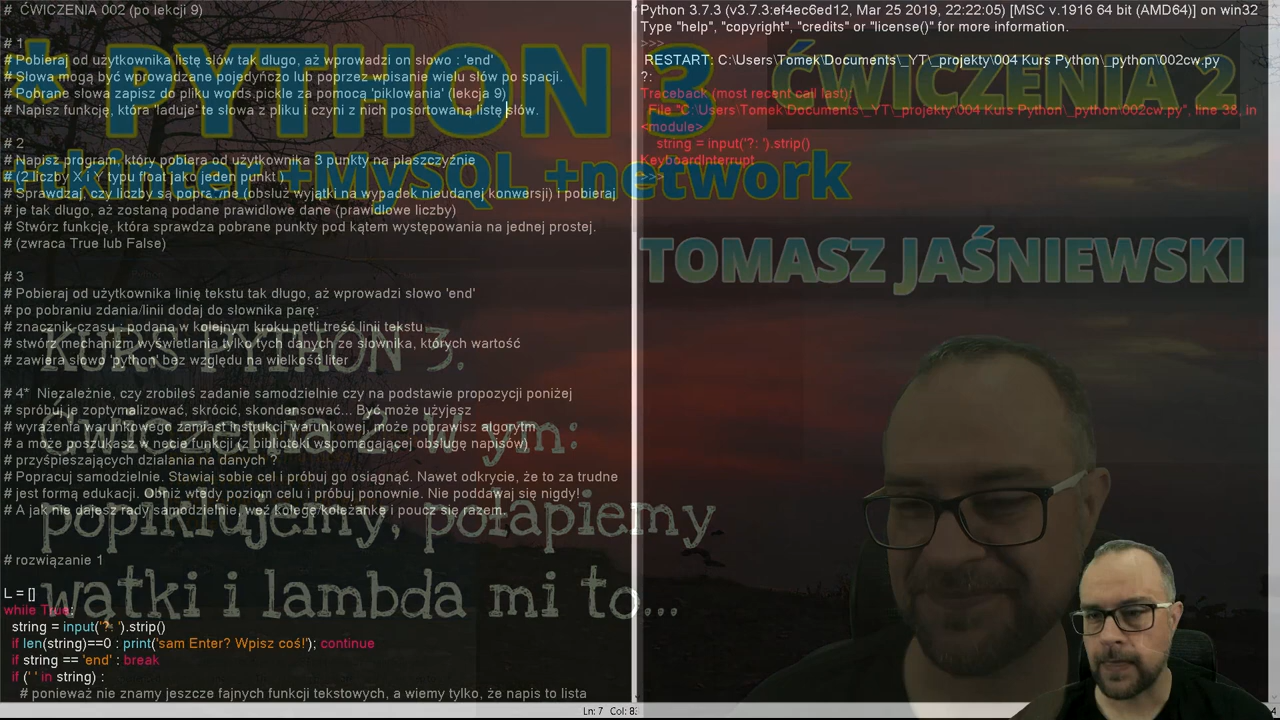 #  ĆWICZENIA 002 (po lekcji 9)
# 1
# Pobieraj od użytkownika listę słów tak długo, aż wprowadzi on słowo : 'end'
# Słowa mogą być wprowadzane pojedyńczo lub poprzez wpisanie wielu słów po spacji.
# Pobrane słowa zapisz do pliku words.pickle za pomocą 'piklowania' (lekcja 9)
# Napisz funkcję, która 'ładuje' te słowa z pliku i czyni z nich posortowaną listę słów.
# 2
# Napisz program, który pobiera od użytkownika 3 punkty na płaszczyźnie
# (2 liczby X i Y typu float jako jeden punkt)
# Sprawdzaj, czy liczby są poprawne (obsłuż wyjątki na wypadek nieudanej konwersji) i pobieraj
# je tak długo, aż zostaną podane prawidłowe dane (prawidłowe liczby)
# Stwórz funkcję, która sprawdza pobrane punkty pod kątem występowania na jednej prostej.
# (zwraca True lub False)
# 3
# Pobieraj od użytkownika linię tekstu tak długo, aż wprowadzi słowo 'end'
# po pobraniu zdania/linii dodaj do słownika parę:
# znacznik-czasu : podana w kolejnym kroku pętli treść linii tekstu
# stwórz mechanizm wyświetlania tylko tych danych ze słownika, których wartość
# zawiera słowo 'python' bez względu na wielkość liter
# 4*  Niezależnie, czy zrobiłeś zadanie samodzielnie czy na podstawie propozycji poniżej
# spróbuj je zoptymalizować, skrócić, skondensować... Być może użyjesz
# wyrażenia warunkowego zamiast instrukcji warunkowej, może poprawisz algorytm
# a może poszukasz w necie funkcji (z biblioteki wspomagającej obsługę napisów)
# przyśpieszających działania na danych ?
# Popracuj samodzielnie. Stawiaj sobie cel i próbuj go osiągnąć. Nawet odkrycie, że to za trudne
# jest formą edukacji. Obniż wtedy poziom celu i próbuj ponownie. Nie poddawaj się nigdy!
# A jak nie dajesz rady samodzielnie, weź kolegę/koleżankę i poucz się razem.
# rozwiązanie 1
L = []
while True:
string = input('?: ').strip()
if len(string)==0 : print('sam Enter? Wpisz coś!'); continue
if string == 'end' : break
if (' ' in string) :
# ponieważ nie znamy jeszcze fajnych funkcji tekstowych, a wiemy tylko, że napis to lista
Ln: 7  Col: 83
Python 3.7.3 (v3.7.3:ef4ec6ed12, Mar 25 2019, 22:22:05) [MSC v.1916 64 bit (AMD64)] on win32
Type "help", "copyright", "credits" or "license()" for more information.
>>>
RESTART: C:\Users\Tomek\Documents\_YT\_projekty\004 Kurs Python\_python\002cw.py
?:
Traceback (most recent call last):
File "C:\Users\Tomek\Documents\_YT\_projekty\004 Kurs Python\_python\002cw.py", line 38, in
<module>
string = input('?: ').strip()
KeyboardInterrupt
>>>
# PYTHON 3
ĆWICZENIA 2
+MySQL +network
TOMASZ JAŚNIEWSKI
KURS PYTHON 3.
Ćwiczenia 2. w tym:
popiklujemy, połapiemy
wątki i lambda mi to...